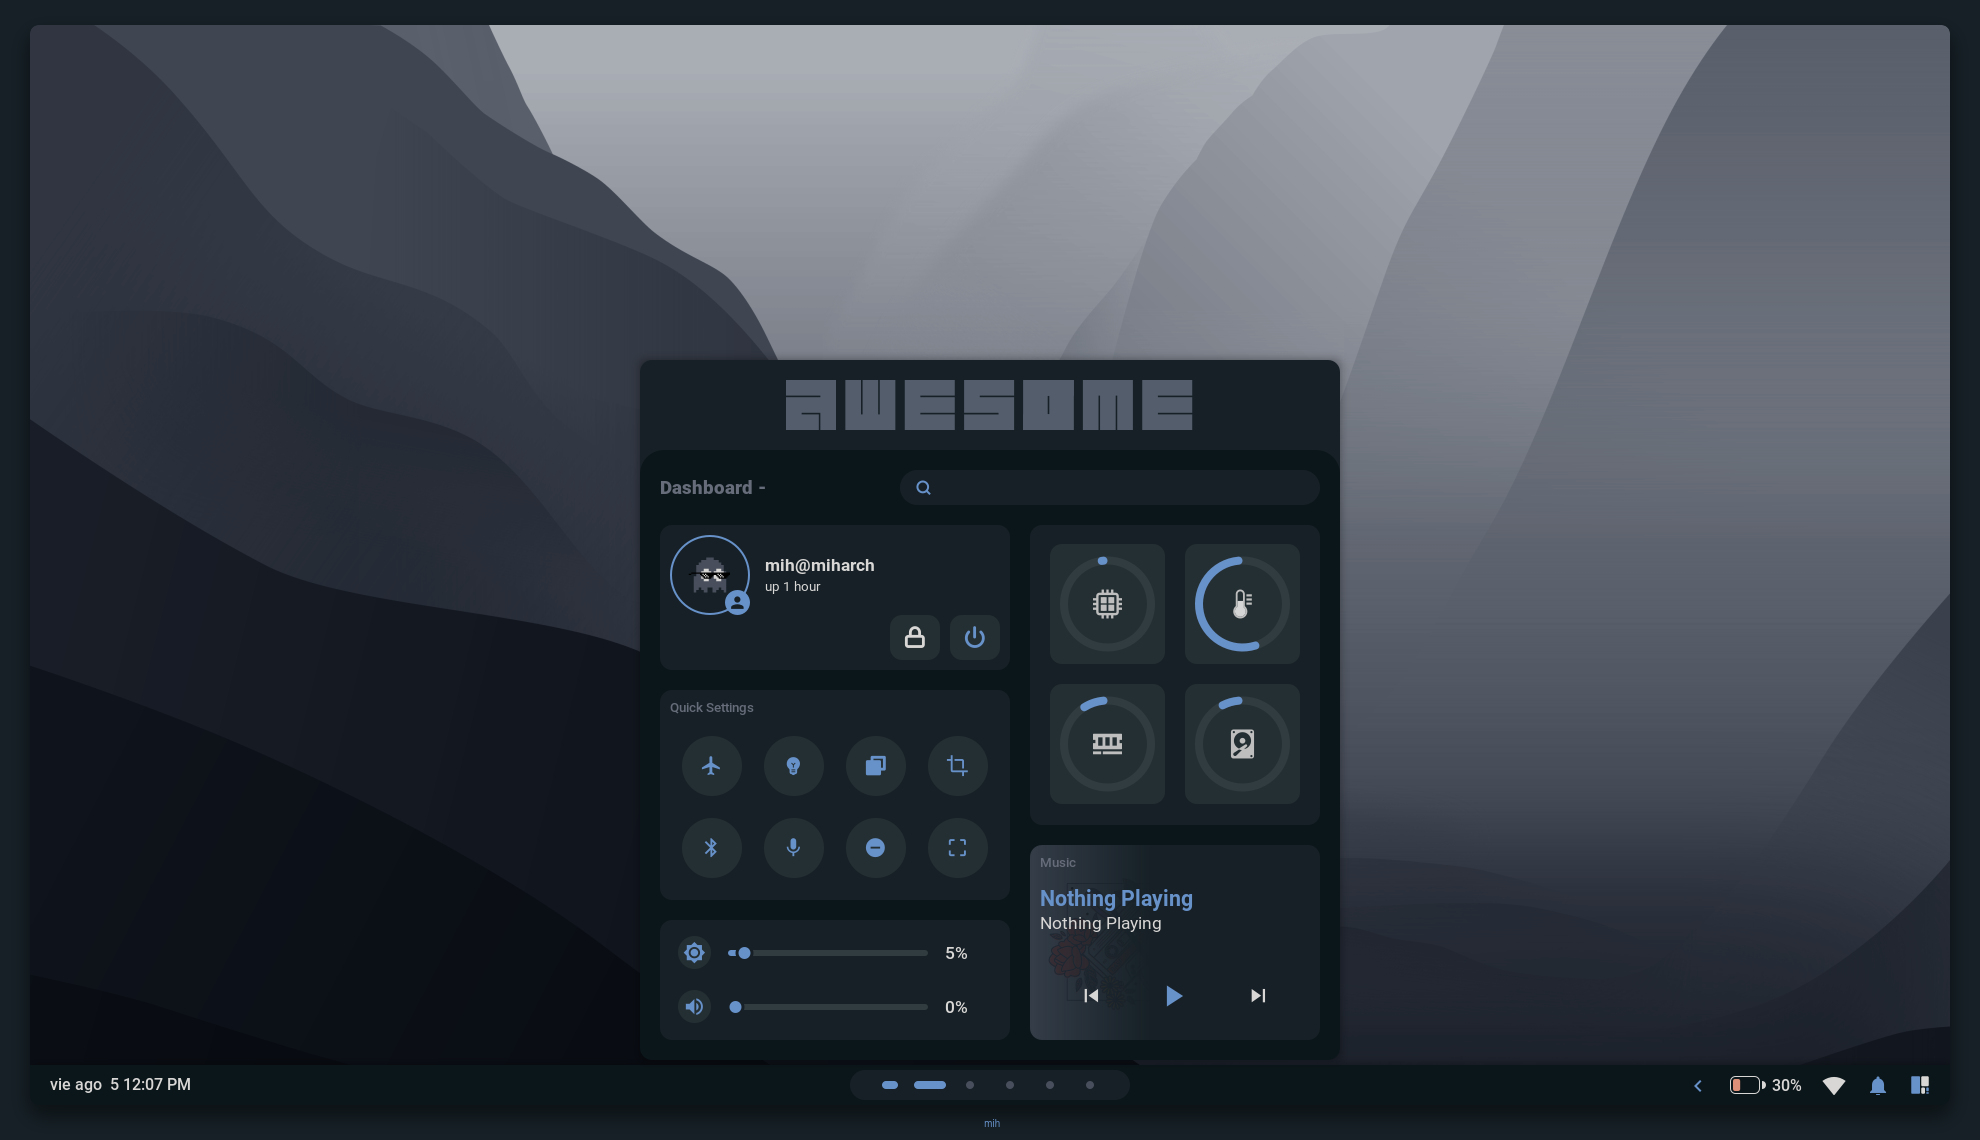 AWESOME
Dashboard -
mih@miharch
up 1 hour
Quick Settings
5%
0%
Music
Nothing Playing
Nothing Playing
vie ago  5 12:07 PM
30%
mih